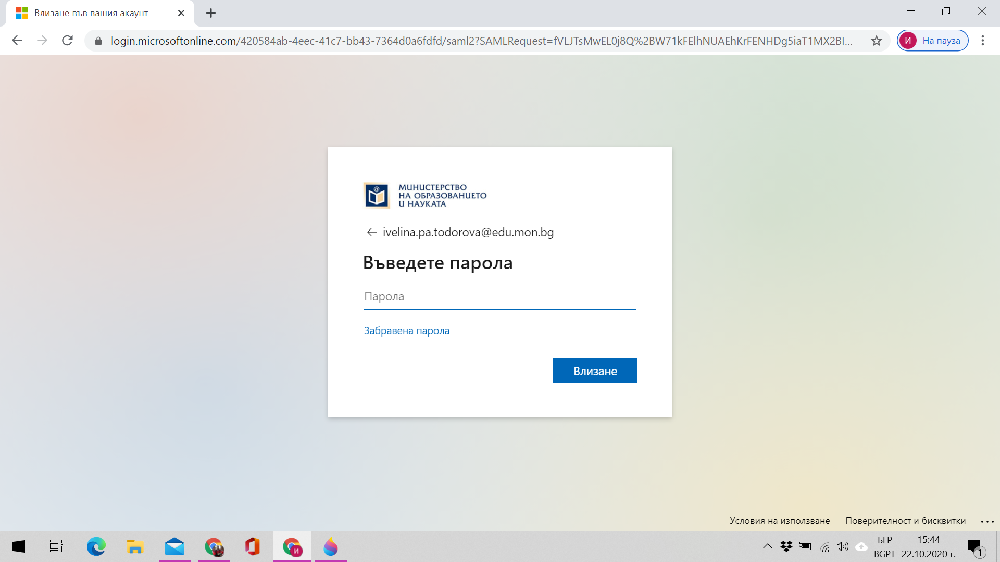 Влизане във вашия акаунт
login.microsoftonline.com/420584ab-4eec-41c7-bb43-7364d0a6fdfd/saml2?SAMLRequest=fVLJTsMwEL0j8Q%2BW71kFElhNUAEhKrFENHDg5iaT1MX2BI...
И На пауза
МИНИСТЕРСТВО
НА ОБРАЗОВАНИЕТО
И НАУКАТА
ivelina.pa.todorova@edu.mon.bg
Въведете парола
Парола
Забравена парола
Влизане
Условия на използване Поверителност и бисквитки ...
И
БГР 15:44
BGPT 22.10.2020 г.
1